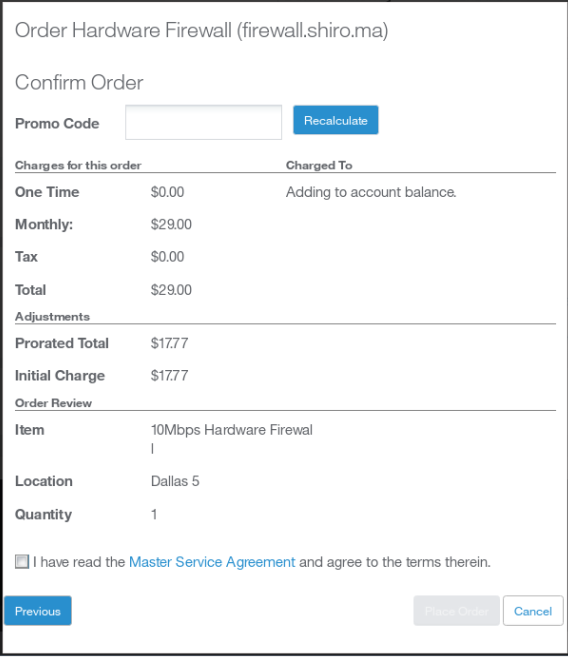 Order Hardware Firewall (firewall.shiro.ma)
Confirm Order
Promo Code Recalculate
Charges for this order Charged To
One Time $0.00 Adding to account balance.
Monthly: $29.00
Tax $0.00
Total $29.00
Adjustments
Prorated Total $17.77
Initial Charge $17.77
Order Review
Item 10Mbps Hardware Firewal
l
Location Dallas 5
Quantity 1
I have read the Master Service Agreement and agree to the terms therein.
Previous Place Order Cancel